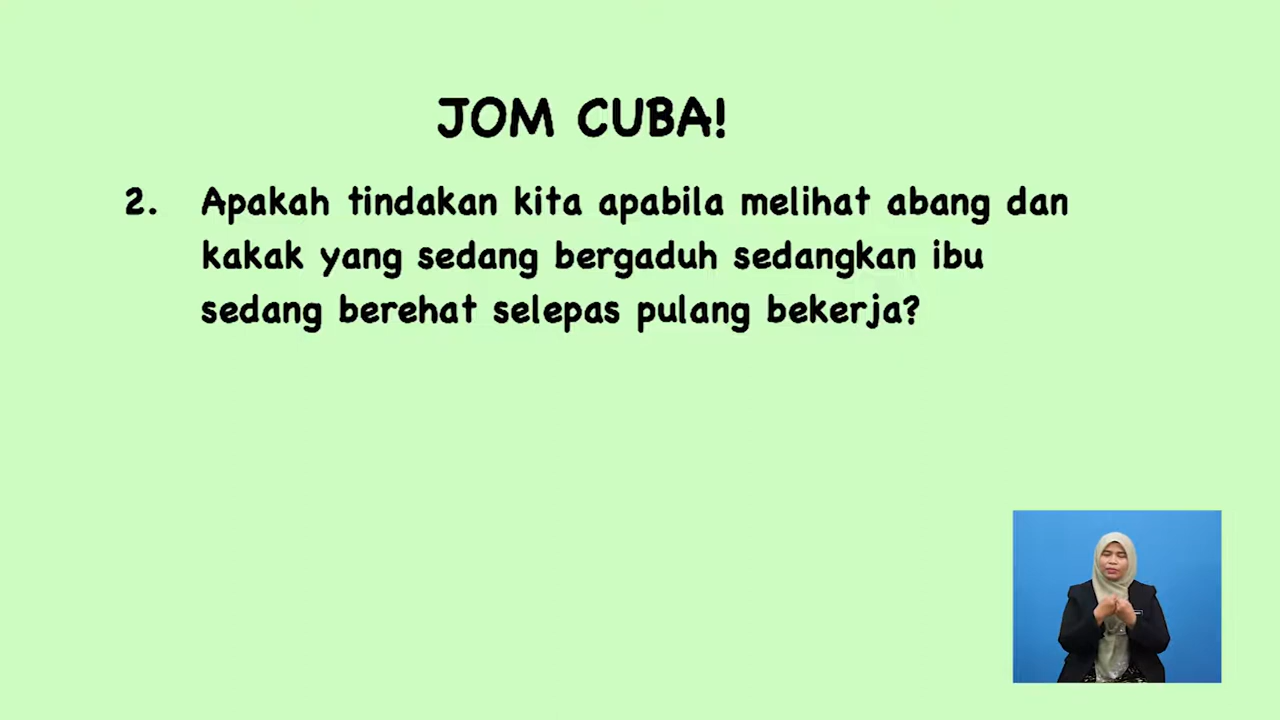 JOM CUBA!
2. Apakah tindakan kita apabila melihat abang dan
kakak yang sedang bergaduh sedangkan ibu
sedang berehat selepas pulang bekerja?